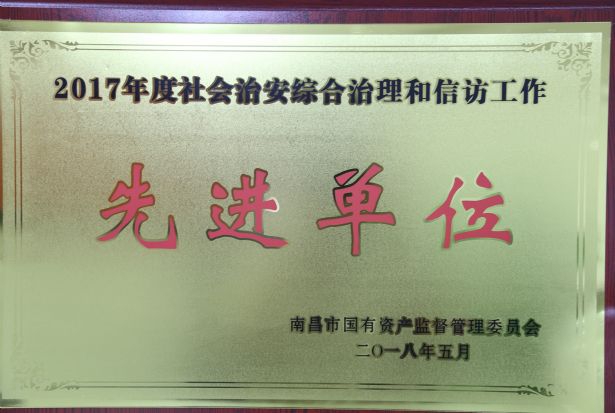 2017年度社会治安综合治理和信访工作
先进单位
南昌市国有资产监督管理委员会
二〇一八年五月